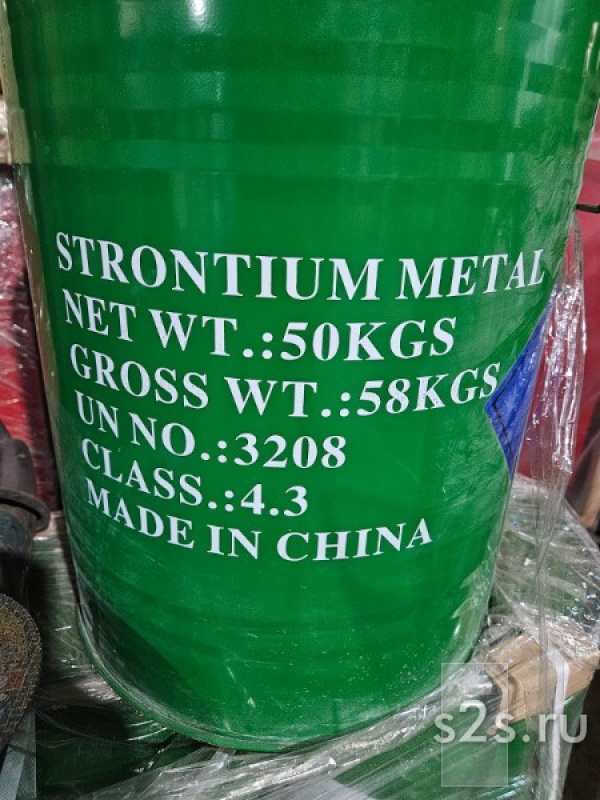 STRONTIUM METAL
NET WT.:50KGS
GROSS WT.:58KGS
UN NO.:3208
CLASS.:4.3
MADE IN CHINA
s2s.ru